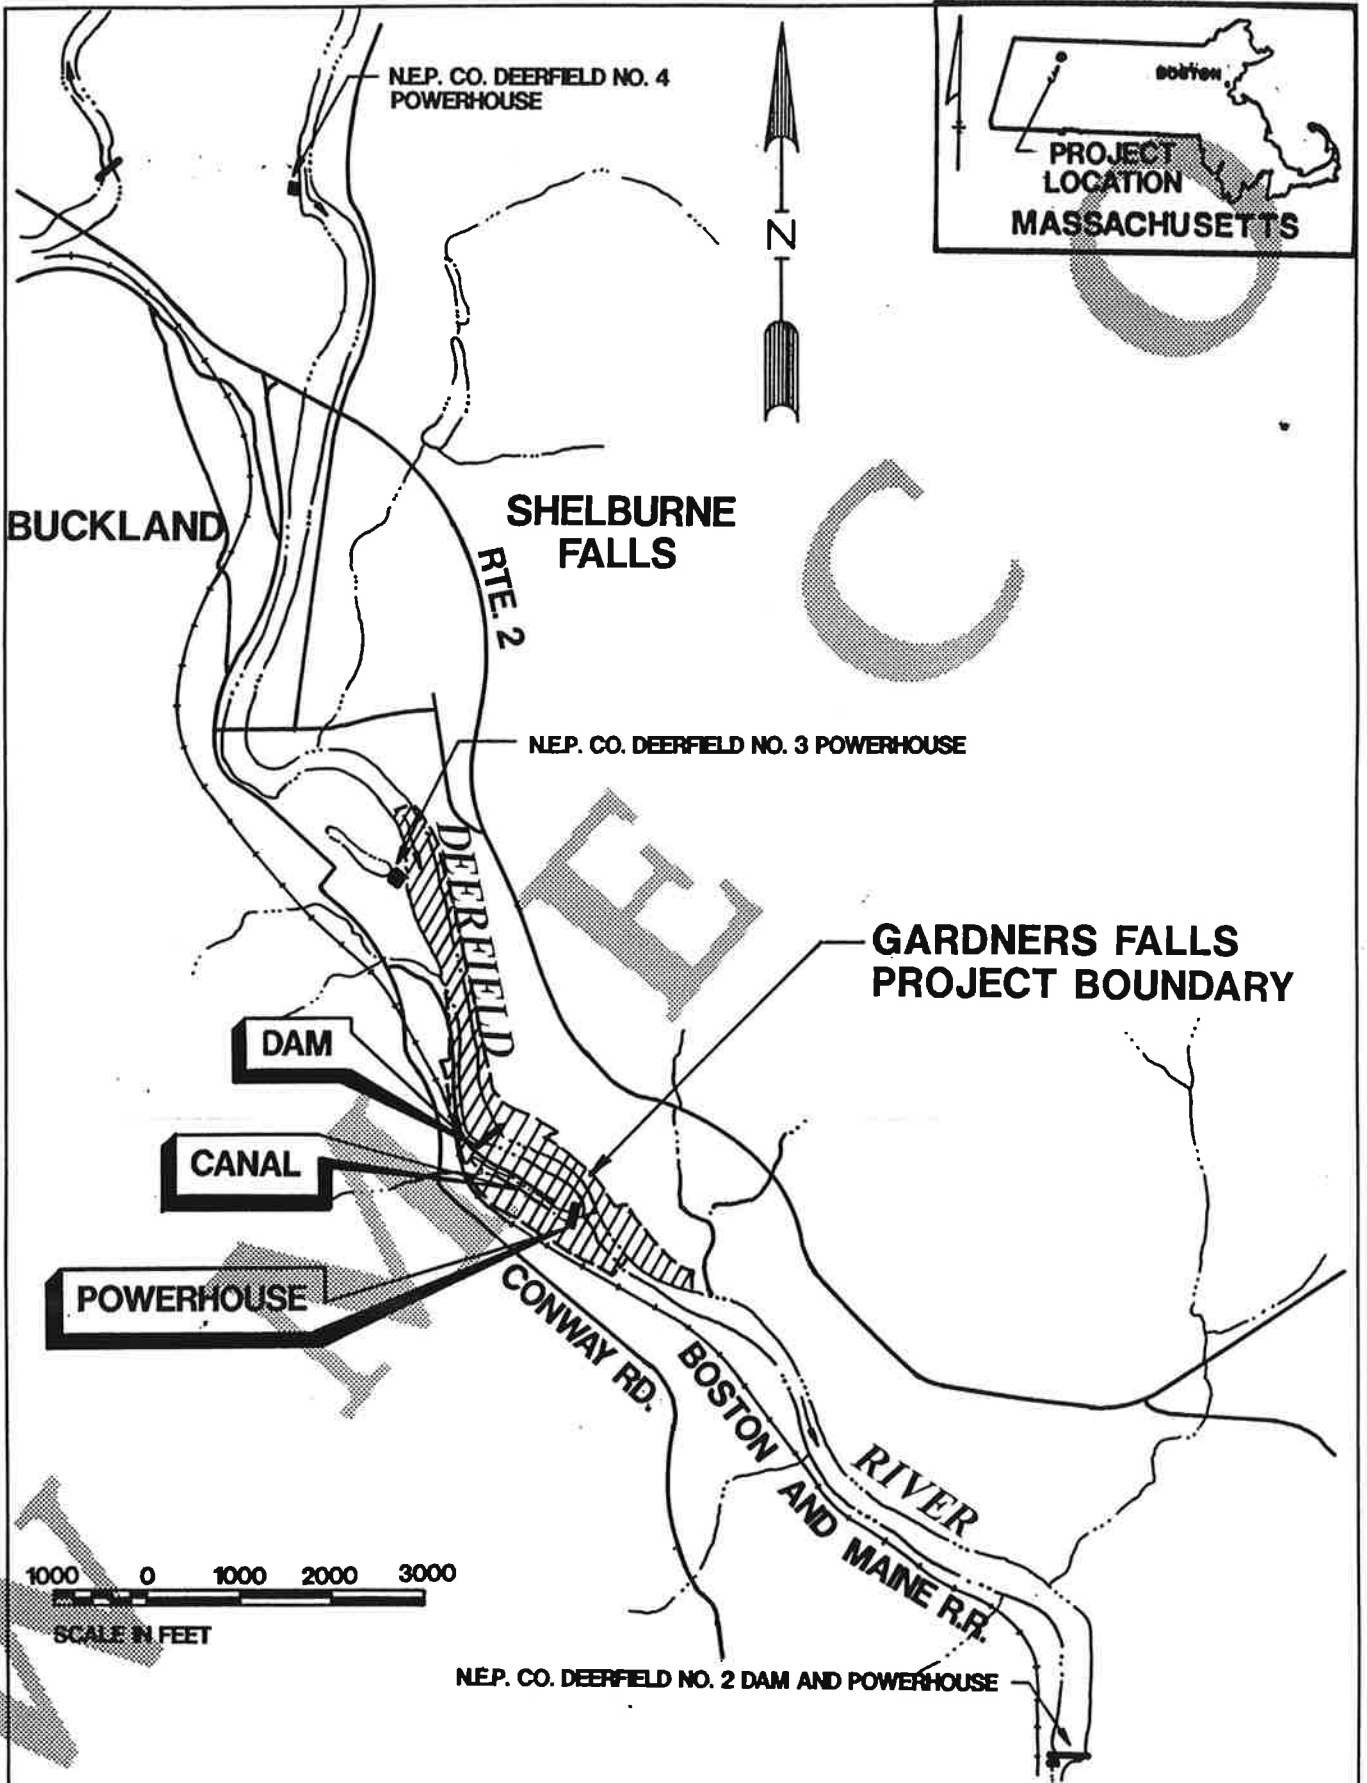 N.E.P. CO. DEERFIELD NO. 4
POWERHOUSE
BOSTON
PROJECT
LOCATION
MASSACHUSETTS
N
BUCKLAND
SHELBURNE
FALLS
RTE. 2
N.E.P. CO. DEERFIELD NO. 3 POWERHOUSE
DEERFIELD
GARDNERS FALLS
PROJECT BOUNDARY
DAM
CANAL
POWERHOUSE
CONWAY RD.
BOSTON AND MAINE R.R.
RIVER
1000 0 1000 2000 3000
SCALE IN FEET
N.E.P. CO. DEERFIELD NO. 2 DAM AND POWERHOUSE
MMECO